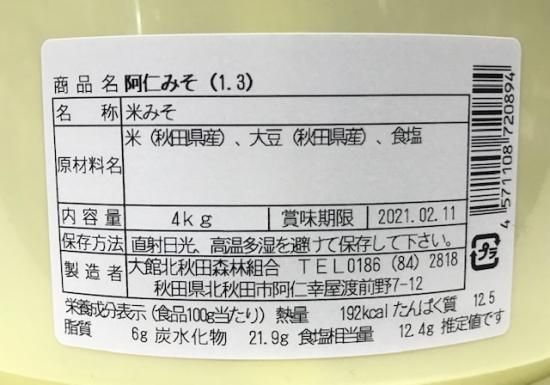 商品名 阿仁みそ（1.3）
名称 米みそ
原材料名 米（秋田県産）、大豆（秋田県産）、食塩
内容量 4kg 賞味期限 2021.02.11
保存方法 直射日光、高温多湿を避けて保存して下さい。
製造者 大館北秋田森林組合 TEL0186（84）2818
秋田県北秋田市阿仁幸屋渡前野7-12
栄養成分表示（食品100g当たり）熱量 192kcal たんぱく質 12.5
脂質 6g 炭水化物 21.9g 食塩相当量 12.4g 推定値です
4571108720894
プラ